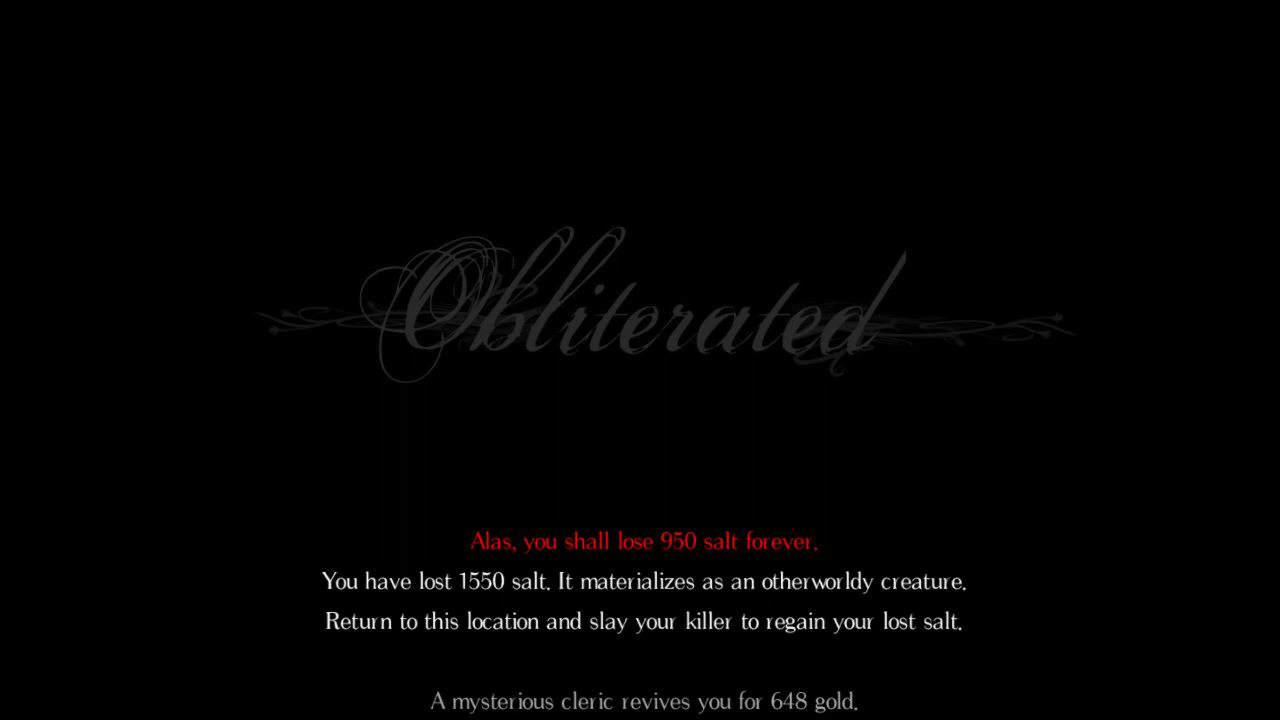 Obliterated
Alas, you shall lose 950 salt forever.
You have lost 1550 salt. It materializes as an otherworldly creature.
Return to this location and slay your killer to regain your lost salt.
A mysterious cleric revives you for 648 gold.